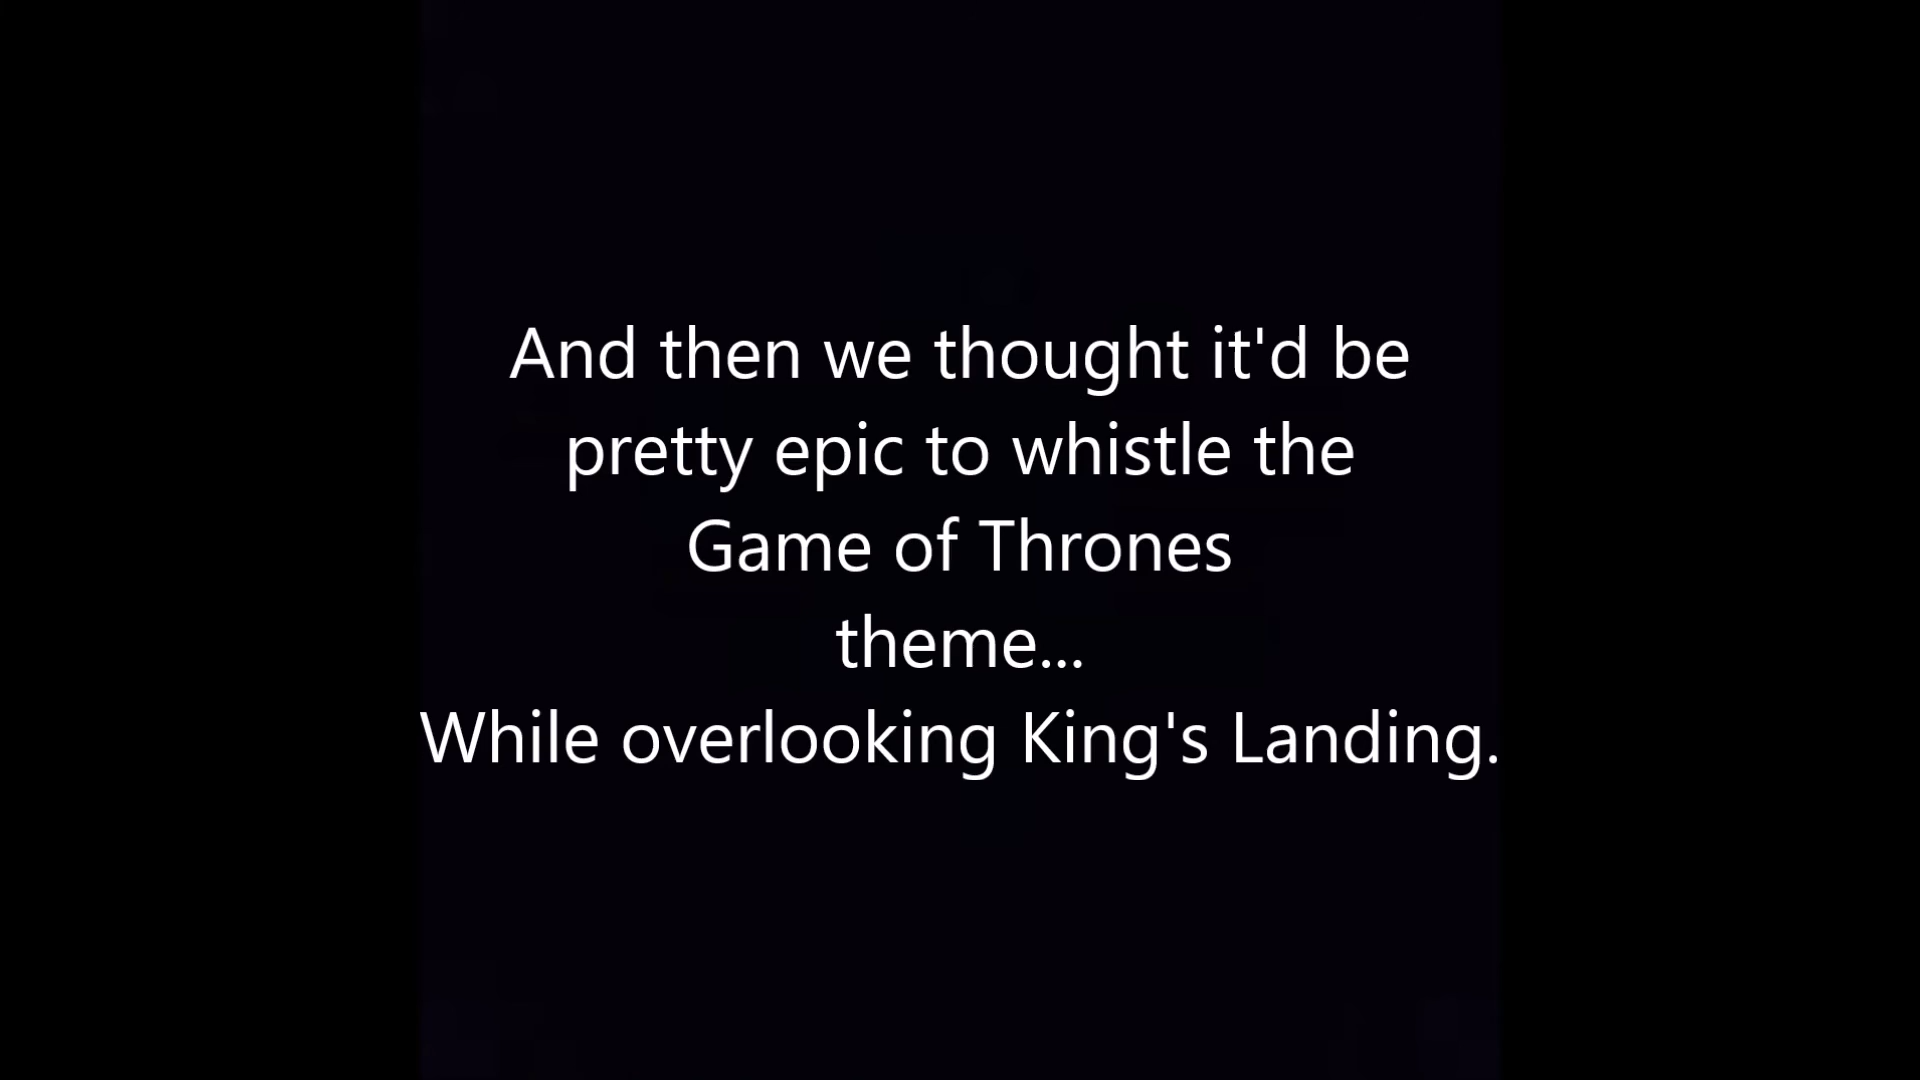 And then we thought it'd be
pretty epic to whistle the
Game of Thrones
theme...
While overlooking King's Landing.